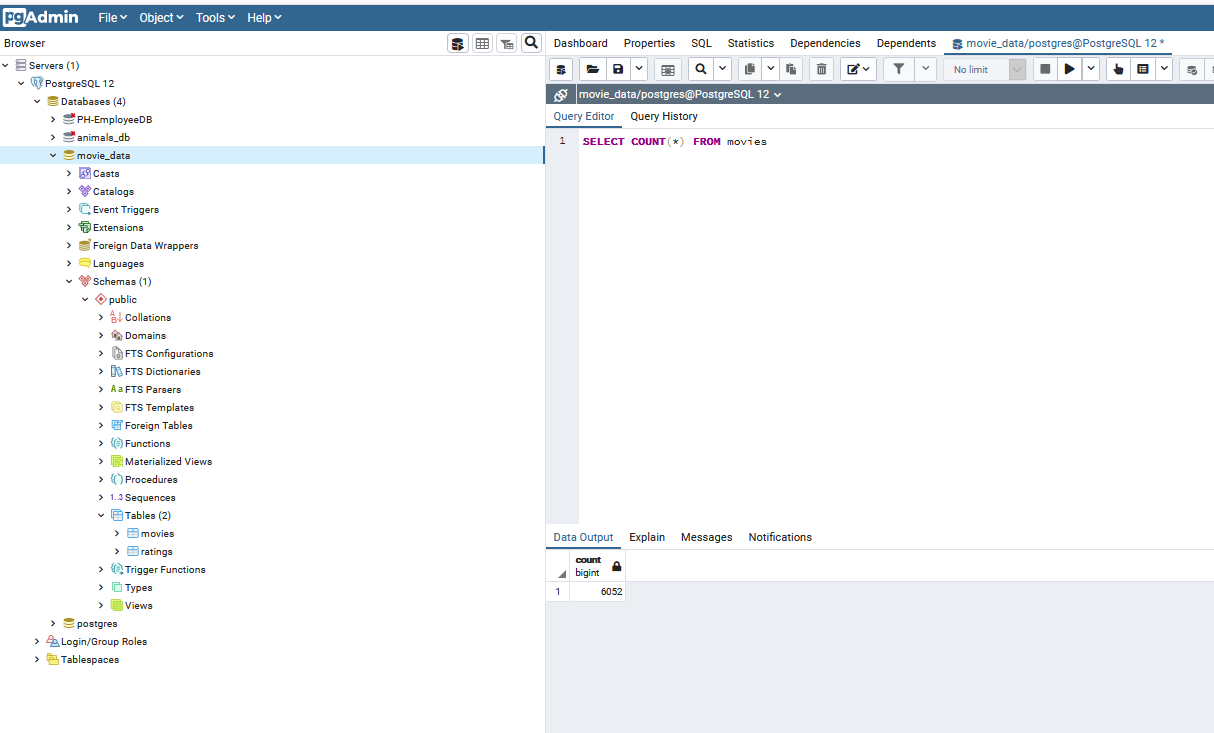 pgAdmin File Object Tools Help
Browser
Dashboard Properties SQL Statistics Dependencies Dependents movie_data/postgres@PostgreSQL 12 *
Servers (1)
PostgreSQL 12
Databases (4)
PH-EmployeeDB
animals_db
movie_data
Casts
Catalogs
Event Triggers
Extensions
Foreign Data Wrappers
Languages
Schemas (1)
public
Collations
Domains
FTS Configurations
FTS Dictionaries
Aa FTS Parsers
FTS Templates
Foreign Tables
Functions
Materialized Views
Procedures
1..3 Sequences
Tables (2)
movies
ratings
Trigger Functions
Types
Views
postgres
Login/Group Roles
Tablespaces
No limit
movie_data/postgres@PostgreSQL 12
Query Editor Query History
1 SELECT COUNT(*) FROM movies
Data Output Explain Messages Notifications
count
bigint
1 6052